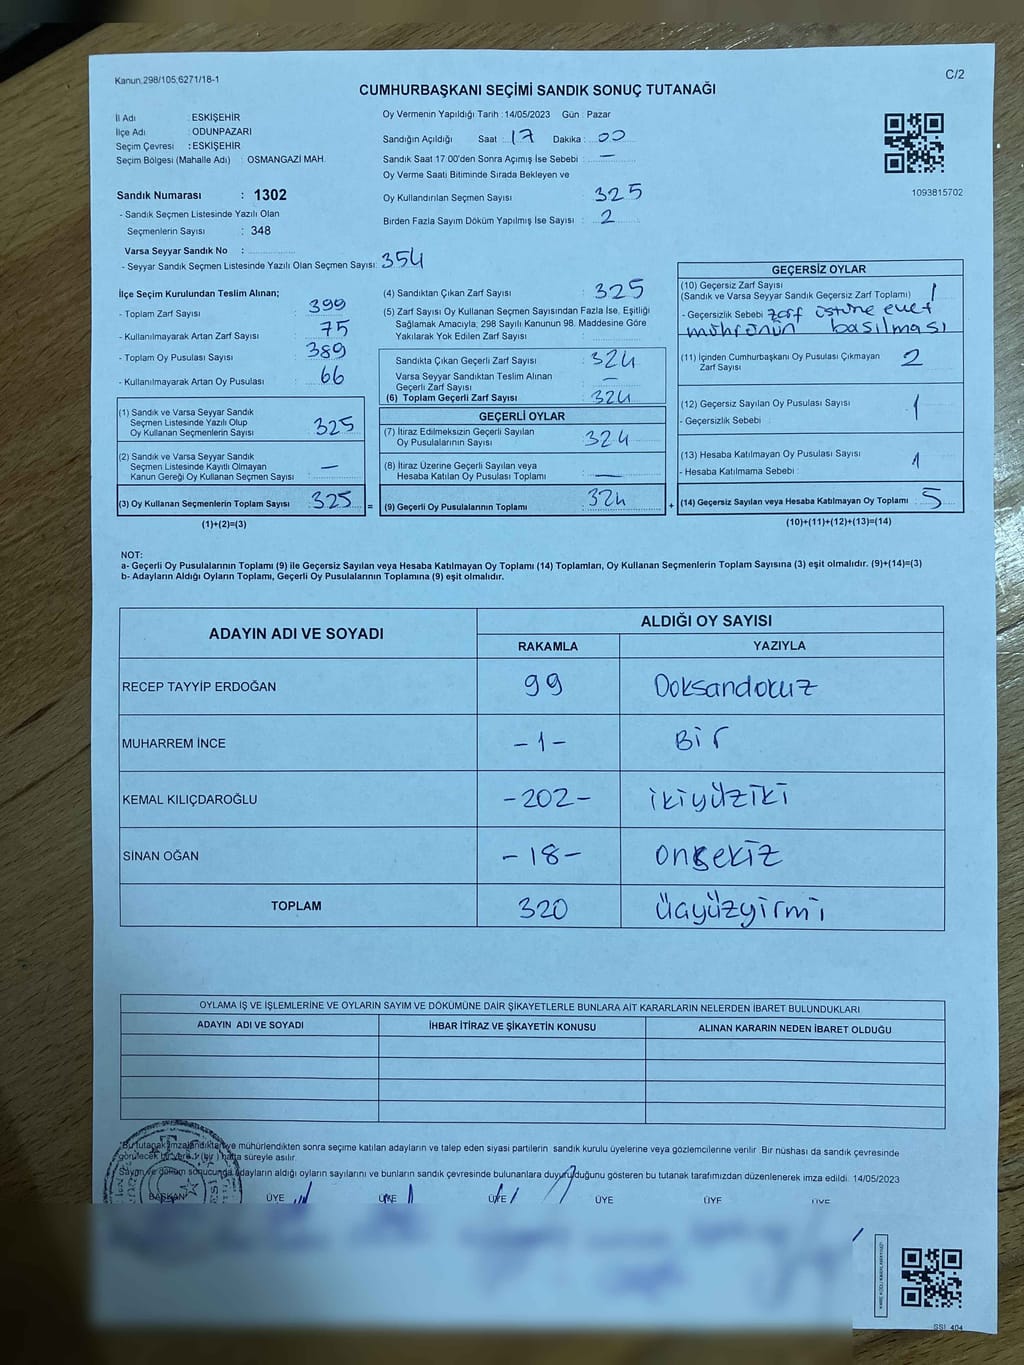 Kanun.298/105,6271/18-1
C/2
CUMHURBAŞKANI SEÇİMİ SANDIK SONUÇ TUTANAĞI
İl Adı : ESKİŞEHİR
İlçe Adı : ODUNPAZARI
Seçim Çevresi : ESKİŞEHİR
Seçim Bölgesi (Mahalle Adı) : OSMANGAZİ MAH.
Sandık Numarası : 1302
- Sandık Seçmen Listesinde Yazılı Olan
Seçmenlerin Sayısı : 348
Varsa Seyyar Sandık No :
- Seyyar Sandık Seçmen Listesinde Yazılı Olan Seçmen Sayısı: 354
Oy Vermenin Yapıldığı Tarih : 14/05/2023 Gün : Pazar
Sandığın Açıldığı Saat : 17 Dakika : 00
Sandık Saat 17 00'den Sonra Açımış İse Sebebi : —
Oy Verme Saati Bitiminde Sırada Bekleyen ve
Oy Kullandırılan Seçmen Sayısı : 325
Birden Fazla Sayım Döküm Yapılmış İse Sayısı : 2
1093815702
İlçe Seçim Kurulundan Teslim Alınan;
- Toplam Zarf Sayısı : 399
- Kullanılmayarak Artan Zarf Sayısı : 75
- Toplam Oy Pusulası Sayısı : 389
- Kullanılmayarak Artan Oy Pusulası : 66
(1) Sandık ve Varsa Seyyar Sandık
Seçmen Listesinde Yazılı Olup
Oy Kullanan Seçmenlerin Sayısı : 325
(2) Sandık ve Varsa Seyyar Sandık
Seçmen Listesinde Kayıtlı Olmayan
Kanun Gereği Oy Kullanan Seçmen Sayısı : —
(3) Oy Kullanan Seçmenlerin Toplam Sayısı : 325 =
(1)+(2)=(3)
(4) Sandıktan Çıkan Zarf Sayısı : 325
(5) Zarf Sayısı Oy Kullanan Seçmen Sayısından Fazla İse, Eşitliği
Sağlamak Amacıyla; 298 Sayılı Kanunun 98. Maddesine Göre
Yakılarak Yok Edilen Zarf Sayısı :
Sandıkta Çıkan Geçerli Zarf Sayısı : 324
Varsa Seyyar Sandıktan Teslim Alınan
Geçerli Zarf Sayısı : —
(6) Toplam Geçerli Zarf Sayısı : 324
GEÇERLİ OYLAR
(7) İtiraz Edilmeksizin Geçerli Sayılan
Oy Pusulalarının Sayısı : 324
(8) İtiraz Üzerine Geçerli Sayılan veya
Hesaba Katılan Oy Pusulası Toplamı : —
(9) Geçerli Oy Pusulalarının Toplamı : 324 +
GEÇERSİZ OYLAR
(10) Geçersiz Zarf Sayısı
(Sandık ve Varsa Seyyar Sandık Geçersiz Zarf Toplamı) : 1
- Geçersizlik Sebebi : zarf üstüne evet
mührünün basılması
(11) İçinden Cumhurbaşkanı Oy Pusulası Çıkmayan
Zarf Sayısı : 2
(12) Geçersiz Sayılan Oy Pusulası Sayısı : 1
- Geçersizlik Sebebi :
(13) Hesaba Katılmayan Oy Pusulası Sayısı : 1
- Hesaba Katılmama Sebebi :
(14) Geçersiz Sayılan veya Hesaba Katılmayan Oy Toplamı : 5
(10)+(11)+(12)+(13)=(14)
NOT:
a- Geçerli Oy Pusulalarının Toplamı (9) ile Geçersiz Sayılan veya Hesaba Katılmayan Oy Toplamı (14) Toplamları, Oy Kullanan Seçmenlerin Toplam Sayısına (3) eşit olmalıdır. (9)+(14)=(3)
b- Adayların Aldığı Oyların Toplamı, Geçerli Oy Pusulalarının Toplamına (9) eşit olmalıdır.
ADAYIN ADI VE SOYADI
ALDIĞI OY SAYISI
RAKAMLA YAZIYLA
RECEP TAYYİP ERDOĞAN 99 Doksandokuz
MUHARREM İNCE -1- Bir
KEMAL KILIÇDAROĞLU -202- ikiyüziki
SİNAN OĞAN -18- onsekiz
TOPLAM 320 üçyüzyirmi
OYLAMA İŞ VE İŞLEMLERİNE VE OYLARIN SAYIM VE DÖKÜMÜNE DAİR ŞİKAYETLERLE BUNLARA AİT KARARLARIN NELERDEN İBARET BULUNDUKLARI
ADAYIN ADI VE SOYADI İHBAR İTİRAZ VE ŞİKAYETİN KONUSU ALINAN KARARIN NEDEN İBARET OLDUĞU
"Bu tutanak imzalandıktan ve mühürlendikten sonra seçime katılan adayların ve talep eden siyasi partilerin sandık kurulu üyelerine veya gözlemcilerine verilir. Bir nüshası da sandık çevresinde
görülecek bir yere 1 (bir) hafta süreyle asılır.
Sayım ve döküm sonucunda adayların aldığı oyların sayılarını ve bunların sandık çevresinde bulunanlara duyurulduğunu gösteren bu tutanak tarafımızdan düzenlenerek imza edildi. 14/05/2023
BAŞKAN ÜYE ÜYE ÜYE ÜYE ÜYE ÜYE
SSI 404